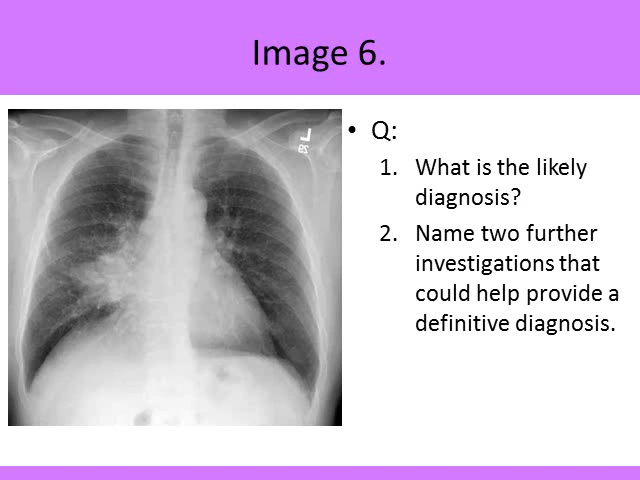 Image 6.
L
• Q:
1. What is the likely
diagnosis?
2. Name two further
investigations that
could help provide a
definitive diagnosis.